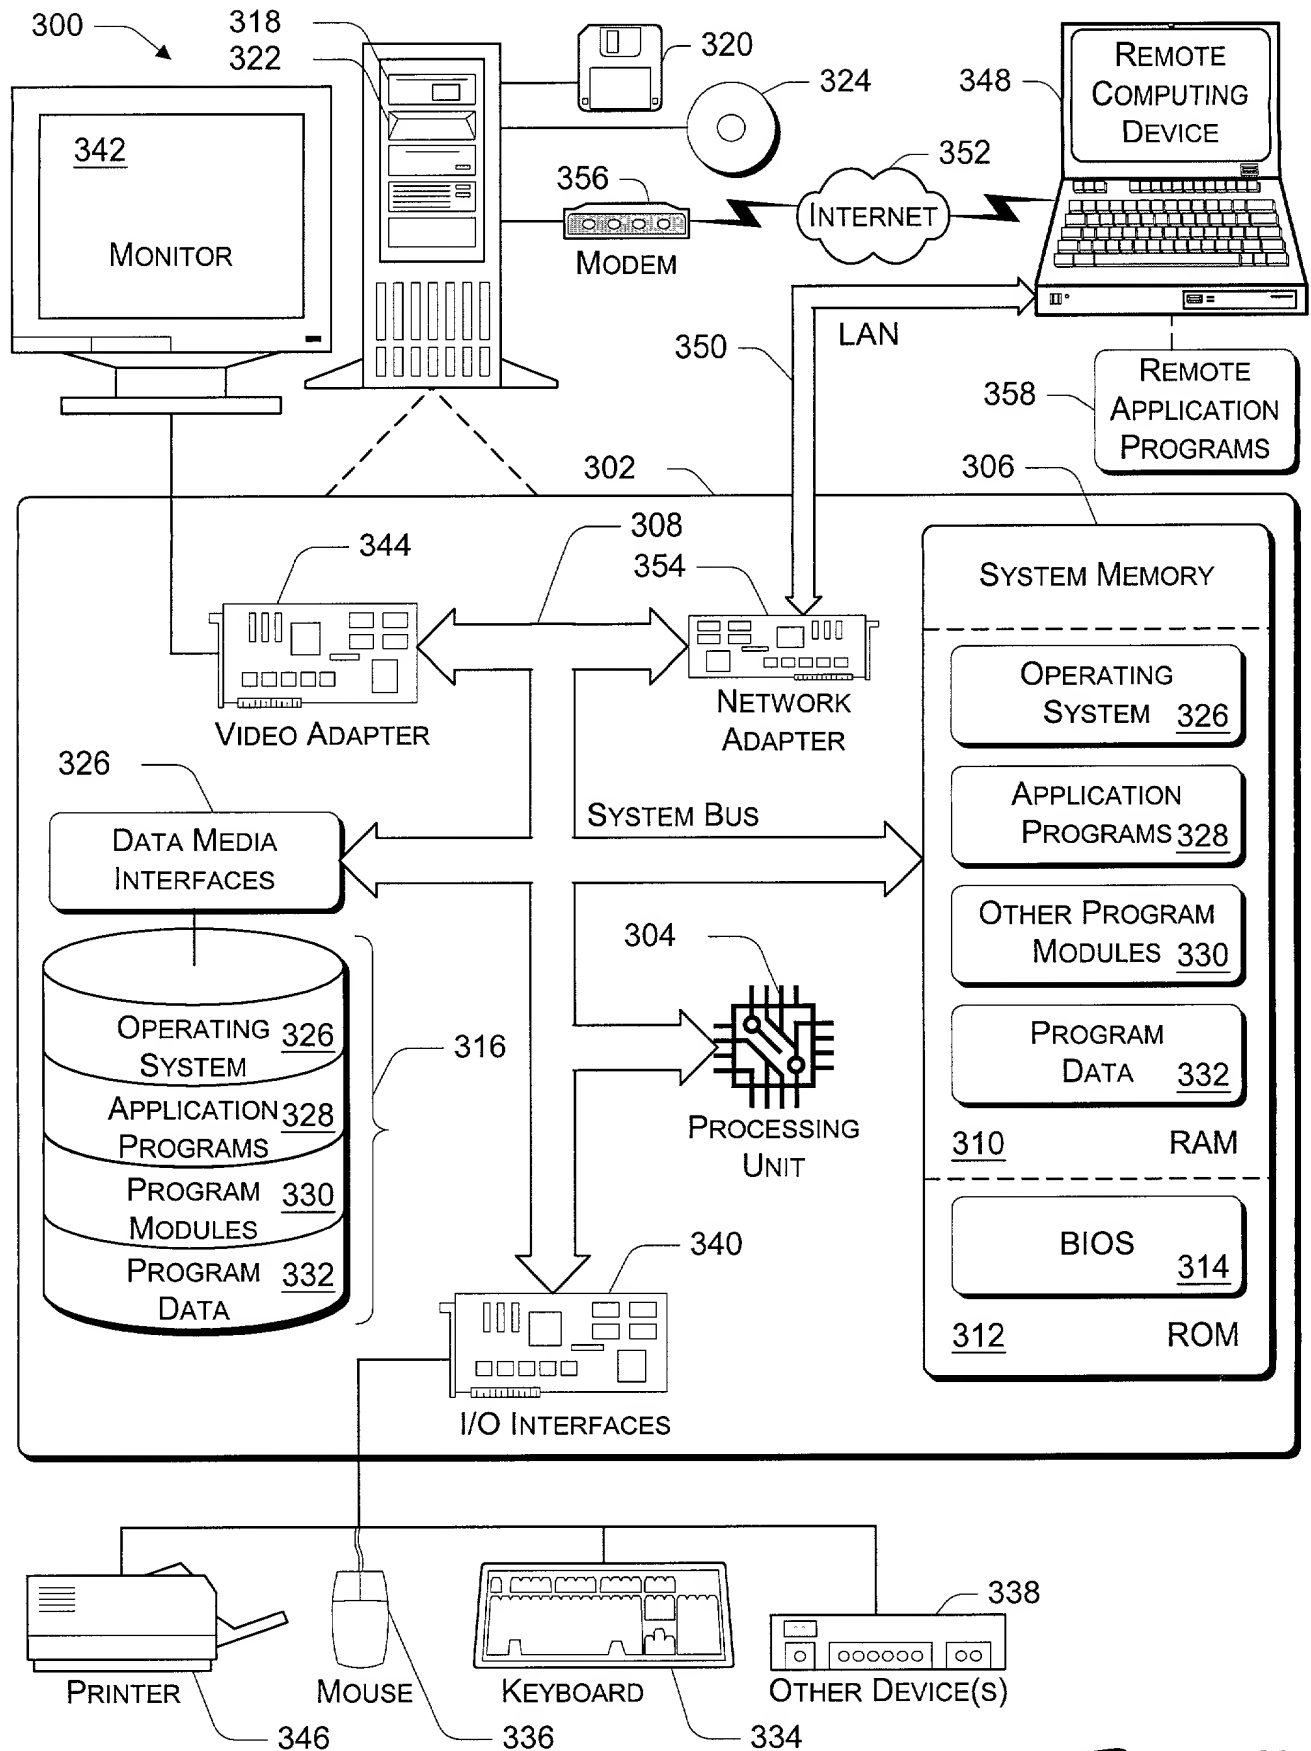 300
318
322
320
324
348
REMOTE
COMPUTING
DEVICE
342
MONITOR
356
MODEM
352
INTERNET
350
LAN
358
REMOTE
APPLICATION
PROGRAMS
302
306
308
344
354
VIDEO ADAPTER
NETWORK
ADAPTER
SYSTEM MEMORY
OPERATING
SYSTEM 326
APPLICATION
PROGRAMS 328
OTHER PROGRAM
MODULES 330
PROGRAM
DATA 332
310 RAM
BIOS
314
312 ROM
326
DATA MEDIA
INTERFACES
SYSTEM BUS
304
PROCESSING
UNIT
OPERATING 326
SYSTEM
APPLICATION 328
PROGRAMS
PROGRAM 330
MODULES
PROGRAM 332
DATA
316
340
I/O INTERFACES
PRINTER
346
MOUSE
336
KEYBOARD
334
338
OTHER DEVICE(S)